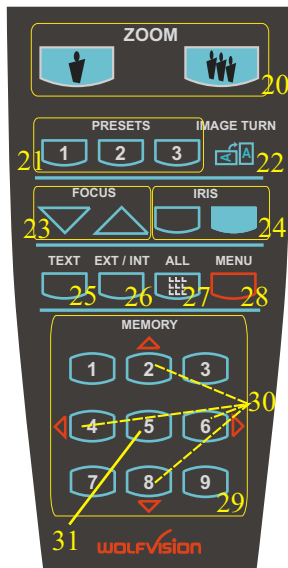 ZOOM
20
PRESETS IMAGE TURN
21 1 2 3 A A 22
FOCUS IRIS
23 24
TEXT EXT / INT ALL MENU
25 26 27 28
MEMORY
1 2 3
30
4 5 6
7 8 9
29
31
WOLFVISION